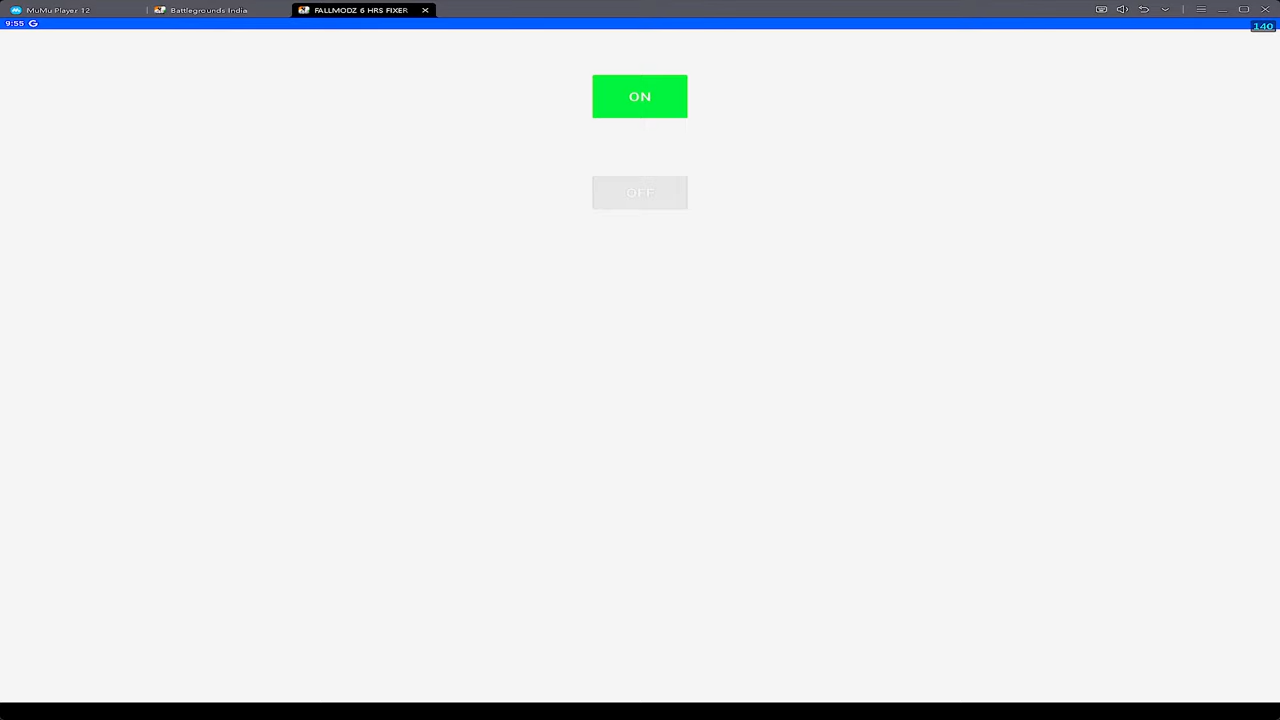 MuMu Player 12
Battlegrounds India
FALLMODZ 6 HRS FIXER
9:55 G
140
ON
OFF